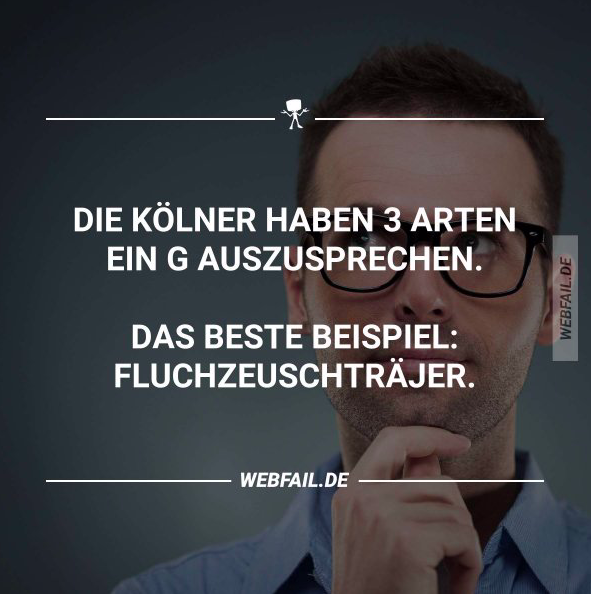 DIE KÖLNER HABEN 3 ARTEN
EIN G AUSZUSPRECHEN.
DAS BESTE BEISPIEL:
FLUCHZEUSCHTRÄJER.
WEBFAIL.DE
WEBFAIL.DE